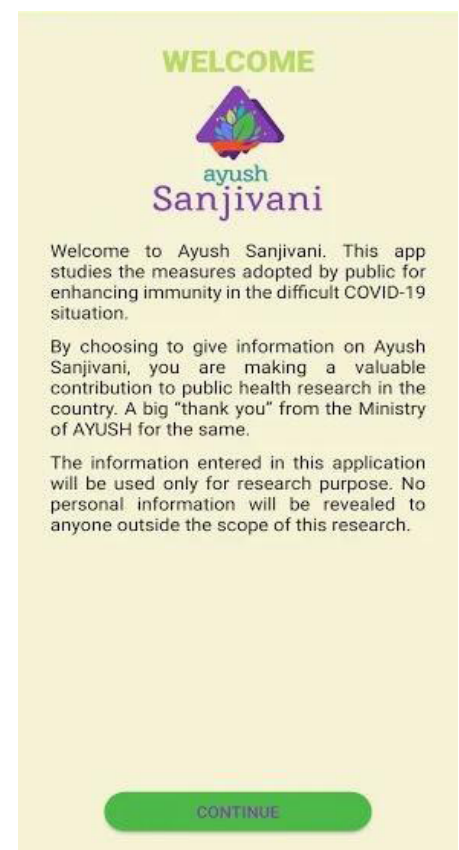 WELCOME
ayush
Sanjivani
Welcome to Ayush Sanjivani. This app
studies the measures adopted by public for
enhancing immunity in the difficult COVID-19
situation.
By choosing to give information on Ayush
Sanjivani, you are making a valuable
contribution to public health research in the
country. A big “thank you” from the Ministry
of AYUSH for the same.
The information entered in this application
will be used only for research purpose. No
personal information will be revealed to
anyone outside the scope of this research.
CONTINUE